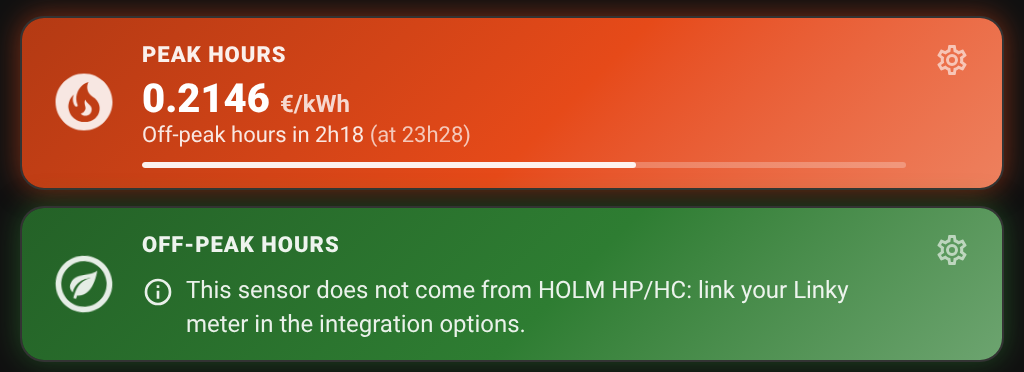 PEAK HOURS
0.2146 €/kWh
Off-peak hours in 2h18 (at 23h28)
OFF-PEAK HOURS
This sensor does not come from HOLM HP/HC: link your Linky
meter in the integration options.